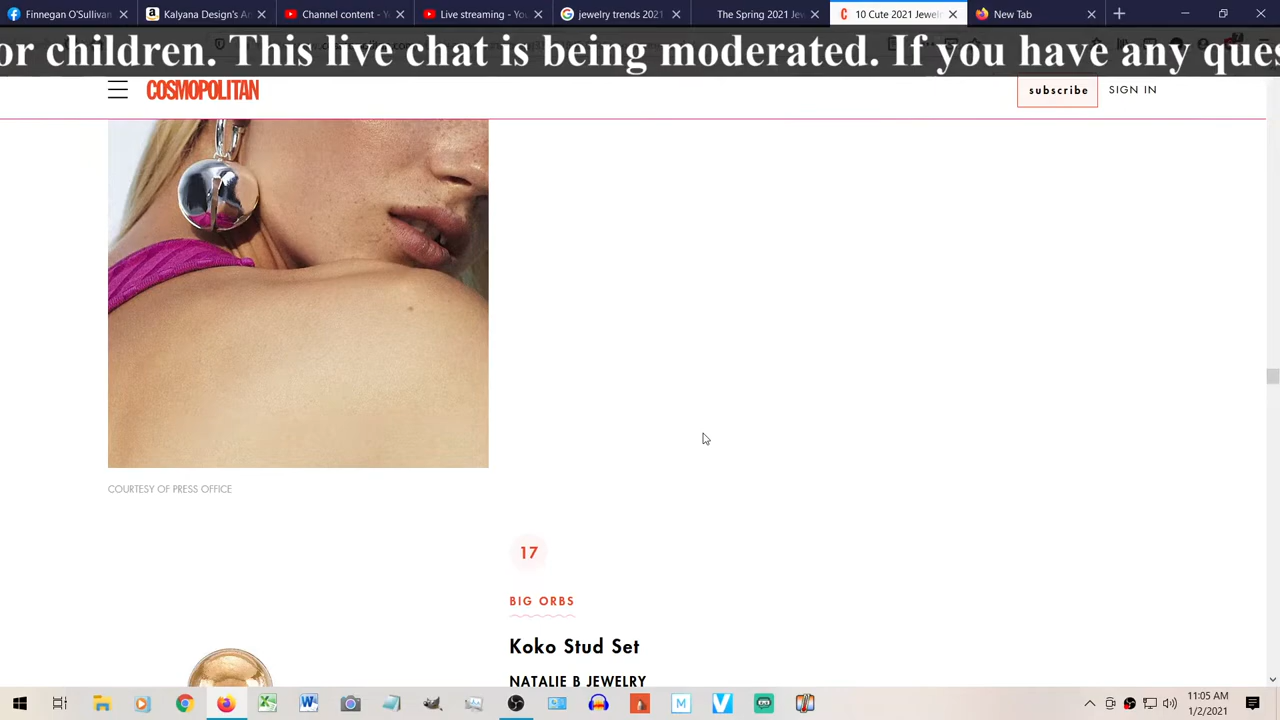 Finnegan O'Sullivan
Kalyana Design's A
Channel content - Y
Live streaming - You
jewelry trends 2021
The Spring 2021 Jew
10 Cute 2021 Jewel
New Tab
or children. This live chat is being moderated. If you have any ques
COSMOPOLITAN
subscribe
SIGN IN
COURTESY OF PRESS OFFICE
17
BIG ORBS
Koko Stud Set
NATALIE B JEWELRY
11:05 AM
1/2/2021